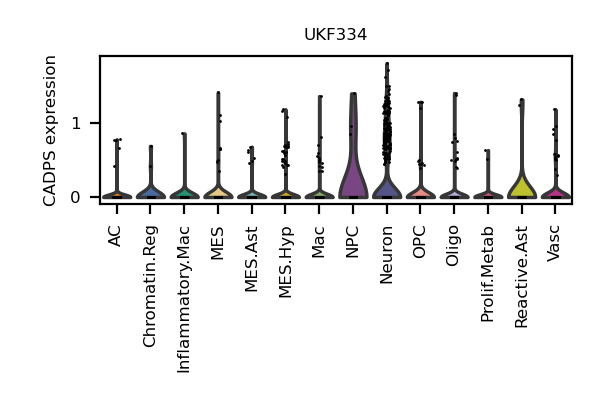 UKF334
CADPS expression
1
0
AC
Chromatin.Reg
Inflammatory.Mac
MES
MES.Ast
MES.Hyp
Mac
NPC
Neuron
OPC
Oligo
Prolif.Metab
Reactive.Ast
Vasc